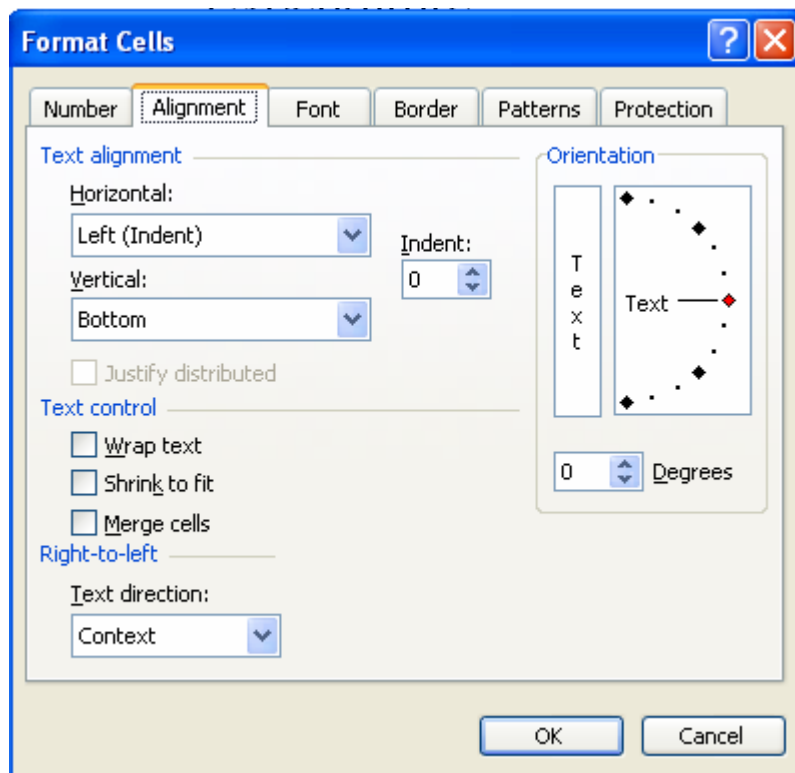 Format Cells
Number Alignment Font Border Patterns Protection
Text alignment
Horizontal:
Left (Indent)
Indent:
0
Vertical:
Bottom
Justify distributed
Text control
Wrap text
Shrink to fit
Merge cells
Right-to-left
Text direction:
Context
Orientation
Text
Text
0 Degrees
OK Cancel